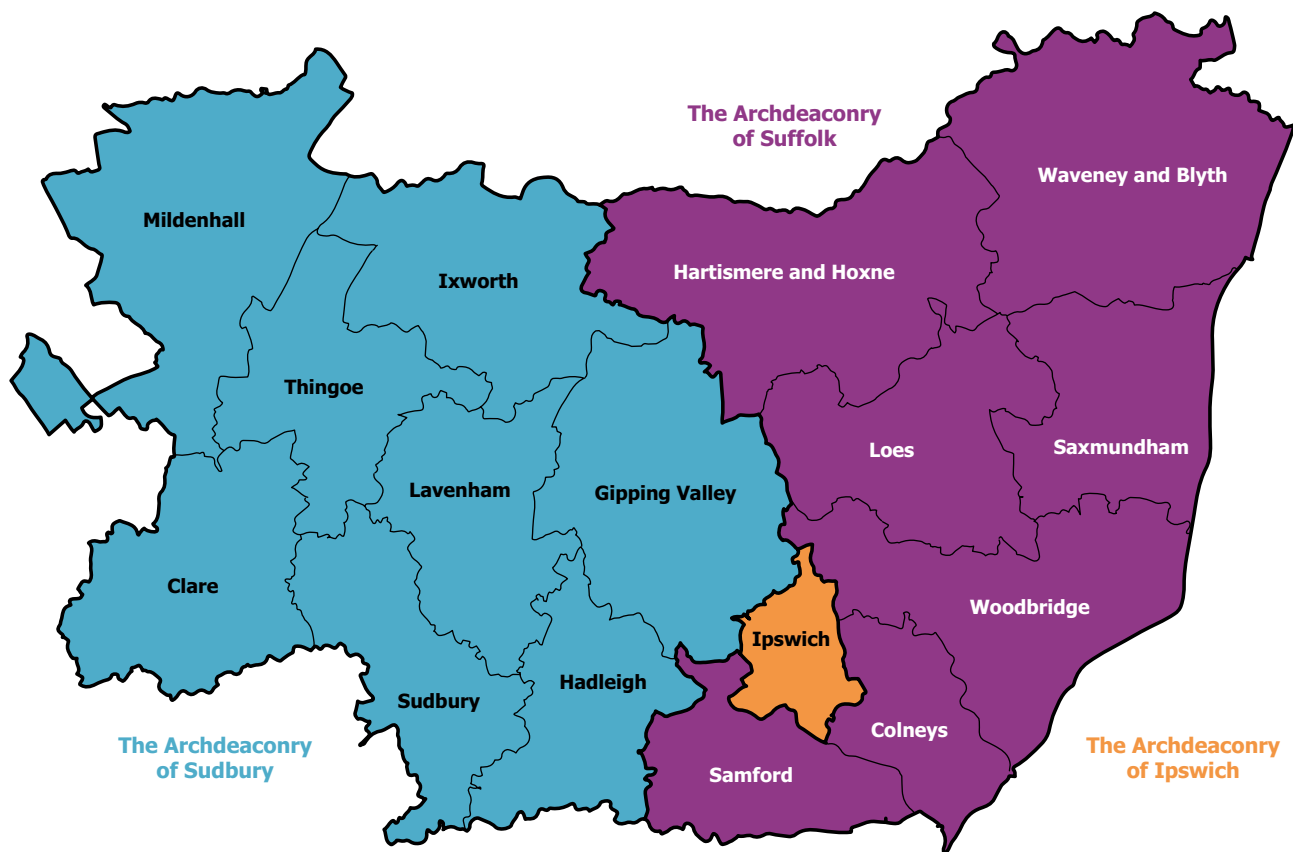 The Archdeaconry
of Suffolk
Waveney and Blyth
Mildenhall
Hartismere and Hoxne
Ixworth
Thingoe
Loes
Saxmundham
Lavenham
Gipping Valley
Clare
Woodbridge
Ipswich
Hadleigh
Sudbury
Colneys
The Archdeaconry
of Sudbury
Samford
The Archdeaconry
of Ipswich